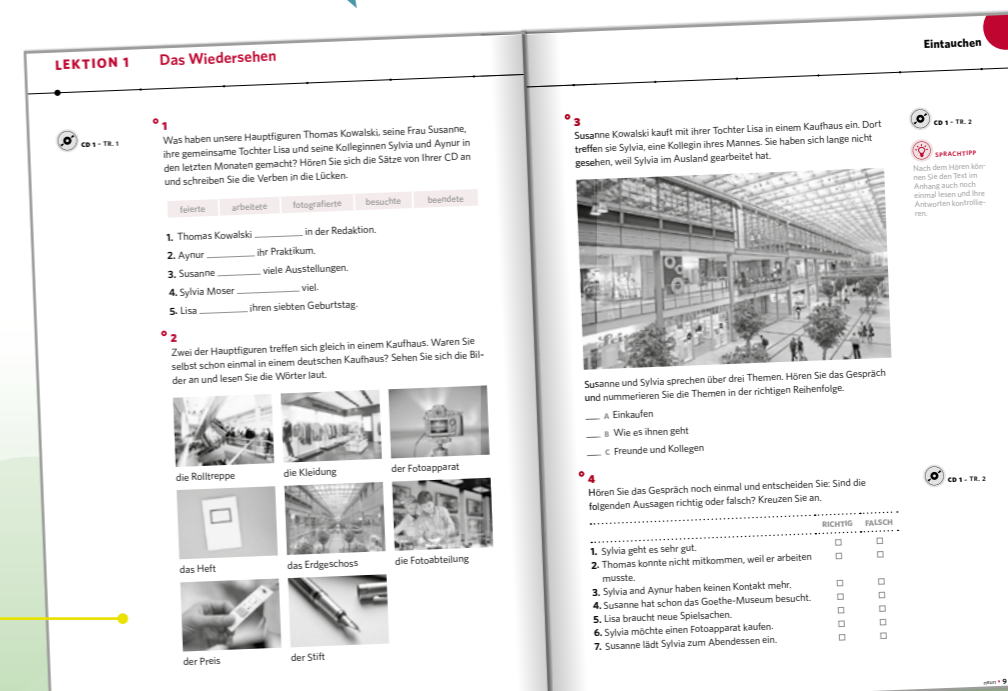 LEKTION 1 Das Wiedersehen
CD 1 – TR. 1
1
Was haben unsere Hauptfiguren Thomas Kowalski, seine Frau Susanne,
ihre gemeinsame Tochter Lisa und seine Kolleginnen Sylvia und Aynur in
den letzten Monaten gemacht? Hören Sie sich die Sätze von Ihrer CD an
und schreiben Sie die Verben in die Lücken.
feierte arbeitete fotografierte besuchte beendete
1. Thomas Kowalski ________ in der Redaktion.
2. Aynur ________ ihr Praktikum.
3. Susanne ________ viele Ausstellungen.
4. Sylvia Moser ________ viel.
5. Lisa ________ ihren siebten Geburtstag.
2
Zwei der Hauptfiguren treffen sich gleich in einem Kaufhaus. Waren Sie
selbst schon einmal in einem deutschen Kaufhaus? Sehen Sie sich die Bil-
der an und lesen Sie die Wörter laut.
die Rolltreppe die Kleidung der Fotoapparat
das Heft das Erdgeschoss die Fotoabteilung
der Preis der Stift
Eintauchen
3
Susanne Kowalski kauft mit ihrer Tochter Lisa in einem Kaufhaus ein. Dort
treffen sie Sylvia, eine Kollegin ihres Mannes. Sie haben sich lange nicht
gesehen, weil Sylvia im Ausland gearbeitet hat.
CD 1 – TR. 2
SPRACHTIPP
Nach dem Hören kön-
nen Sie den Text im
Anhang auch noch
einmal lesen und Ihre
Antworten kontrollie-
ren.
Susanne und Sylvia sprechen über drei Themen. Hören Sie das Gespräch
und nummerieren Sie die Themen in der richtigen Reihenfolge.
___ A Einkaufen
___ B Wie es ihnen geht
___ C Freunde und Kollegen
4
Hören Sie das Gespräch noch einmal und entscheiden Sie: Sind die
folgenden Aussagen richtig oder falsch? Kreuzen Sie an.
CD 1 – TR. 2
RICHTIG FALSCH
1. Sylvia geht es sehr gut.
2. Thomas konnte nicht mitkommen, weil er arbeiten
musste.
3. Sylvia and Aynur haben keinen Kontakt mehr.
4. Susanne hat schon das Goethe-Museum besucht.
5. Lisa braucht neue Spielsachen.
6. Sylvia möchte einen Fotoapparat kaufen.
7. Susanne lädt Sylvia zum Abendessen ein.